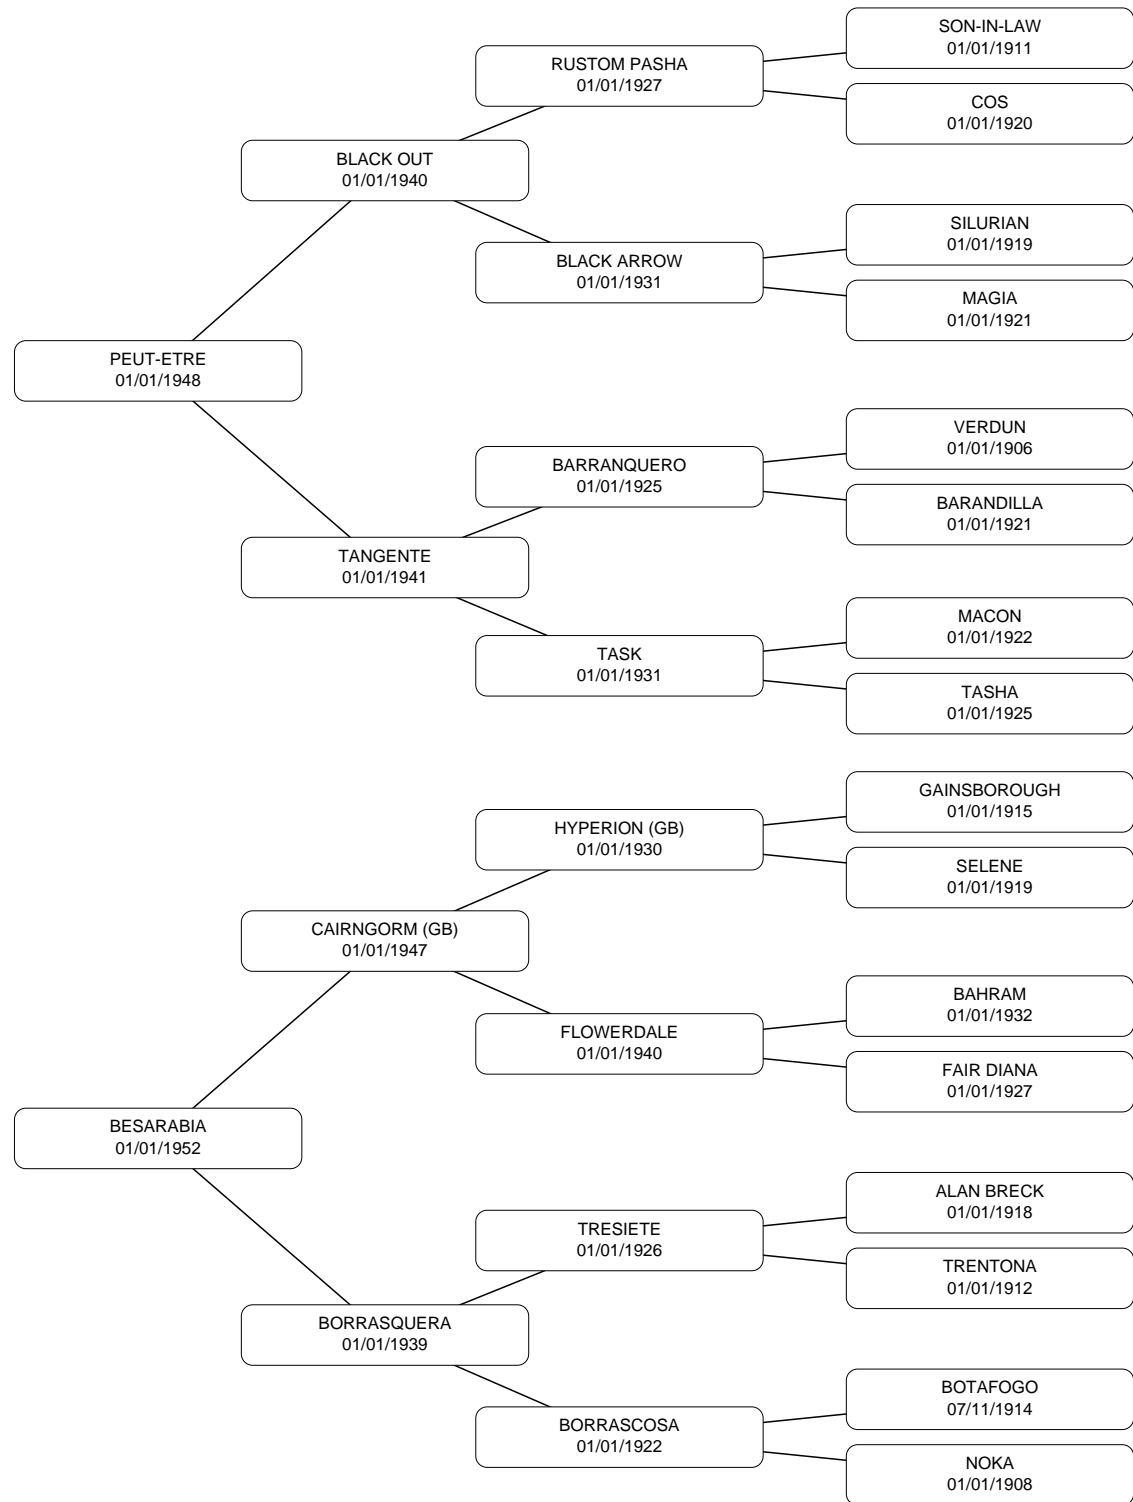 SON-IN-LAW
01/01/1911
RUSTOM PASHA
01/01/1927
COS
01/01/1920
BLACK OUT
01/01/1940
SILURIAN
01/01/1919
BLACK ARROW
01/01/1931
MAGIA
01/01/1921
PEUT-ETRE
01/01/1948
VERDUN
01/01/1906
BARRANQUERO
01/01/1925
BARANDILLA
01/01/1921
TANGENTE
01/01/1941
MACON
01/01/1922
TASK
01/01/1931
TASHA
01/01/1925
GAINSBOROUGH
01/01/1915
HYPERION (GB)
01/01/1930
SELENE
01/01/1919
CAIRNGORM (GB)
01/01/1947
BAHRAM
01/01/1932
FLOWERDALE
01/01/1940
FAIR DIANA
01/01/1927
BESARABIA
01/01/1952
ALAN BRECK
01/01/1918
TRESIETE
01/01/1926
TRENTONA
01/01/1912
BORRASQUERA
01/01/1939
BOTAFOGO
07/11/1914
BORRASCOSA
01/01/1922
NOKA
01/01/1908